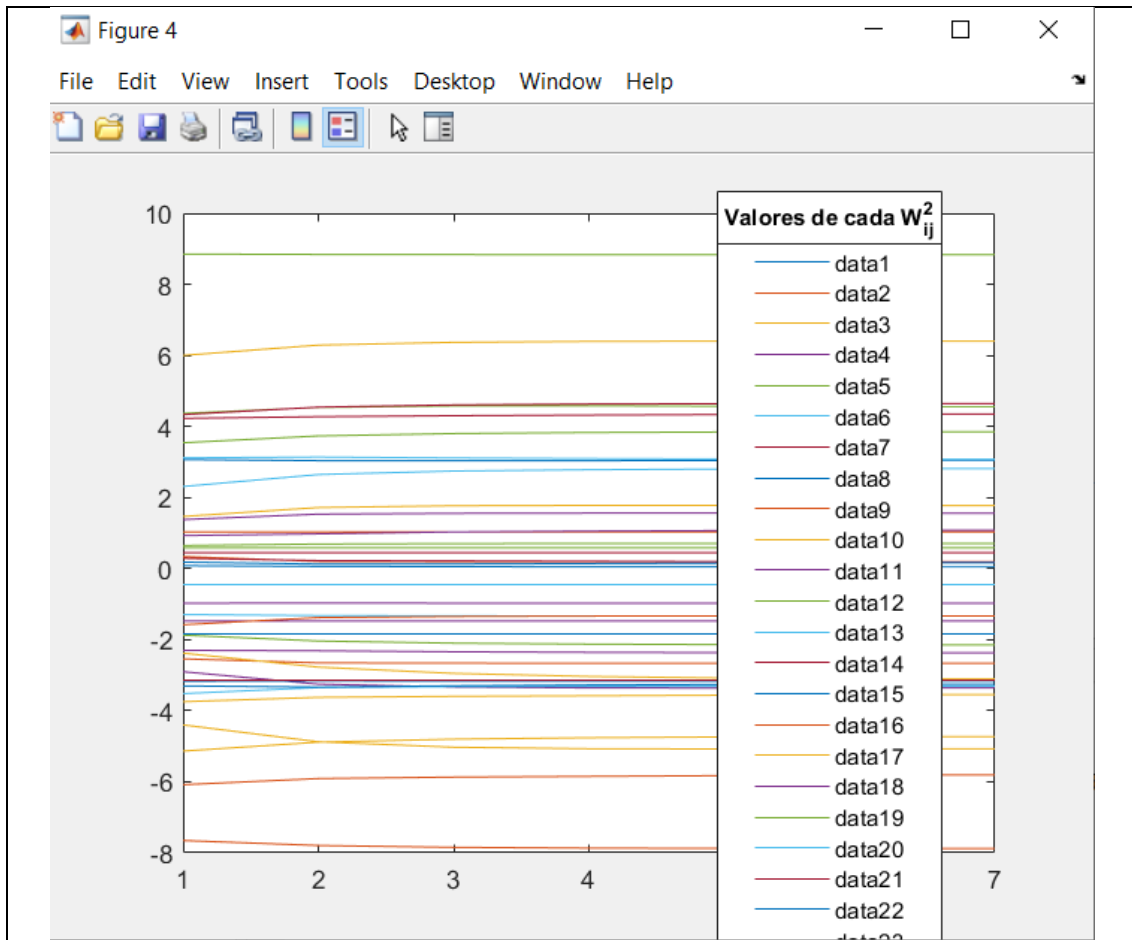 Figure 4
File Edit View Insert Tools Desktop Window Help
10
8
6
4
2
0
-2
-4
-6
-8
1 2 3 4 7
Valores de cada W²ij
data1
data2
data3
data4
data5
data6
data7
data8
data9
data10
data11
data12
data13
data14
data15
data16
data17
data18
data19
data20
data21
data22